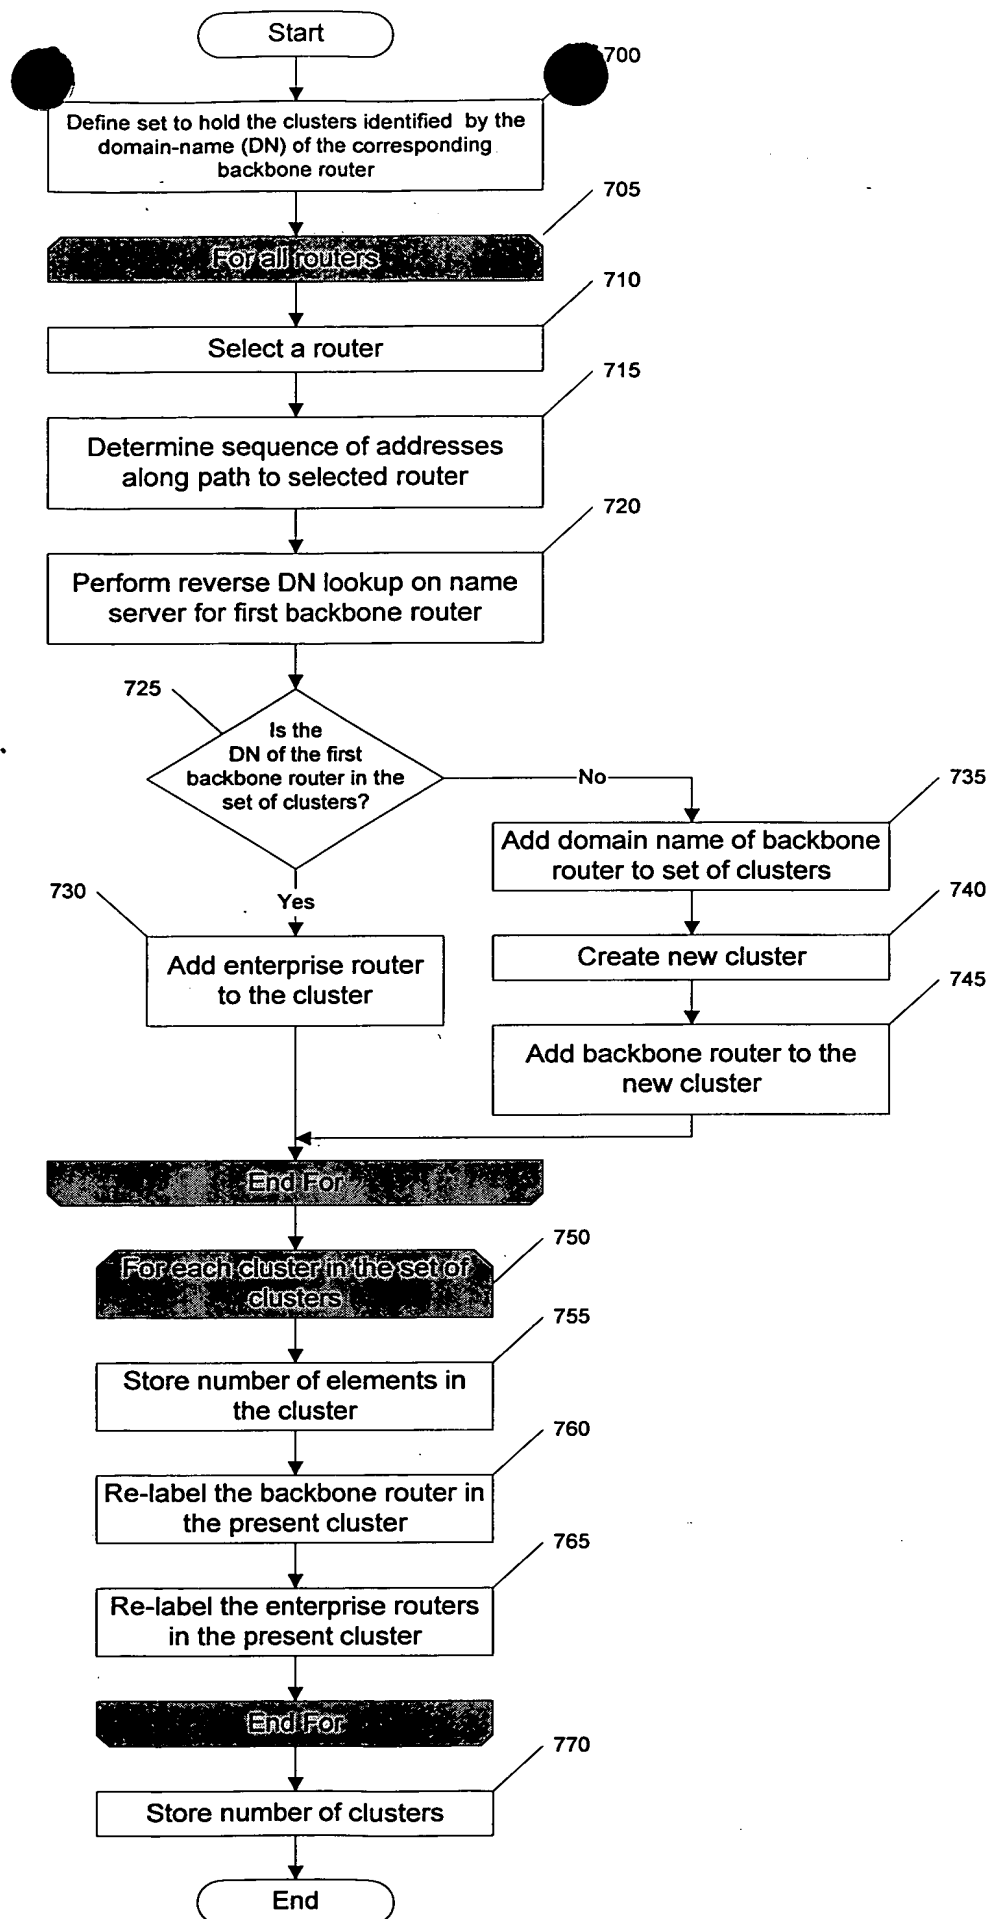 Start
700
Define set to hold the clusters identified by the
domain-name (DN) of the corresponding
backbone router
705
For all routers
710
Select a router
715
Determine sequence of addresses
along path to selected router
720
Perform reverse DN lookup on name
server for first backbone router
725
Is the
DN of the first
backbone router in the
set of clusters?
No
735
Add domain name of backbone
router to set of clusters
730
Yes
740
Add enterprise router
to the cluster
Create new cluster
745
Add backbone router to the
new cluster
End For
750
For each cluster in the set of
clusters
755
Store number of elements in
the cluster
760
Re-label the backbone router in
the present cluster
765
Re-label the enterprise routers
in the present cluster
End For
770
Store number of clusters
End